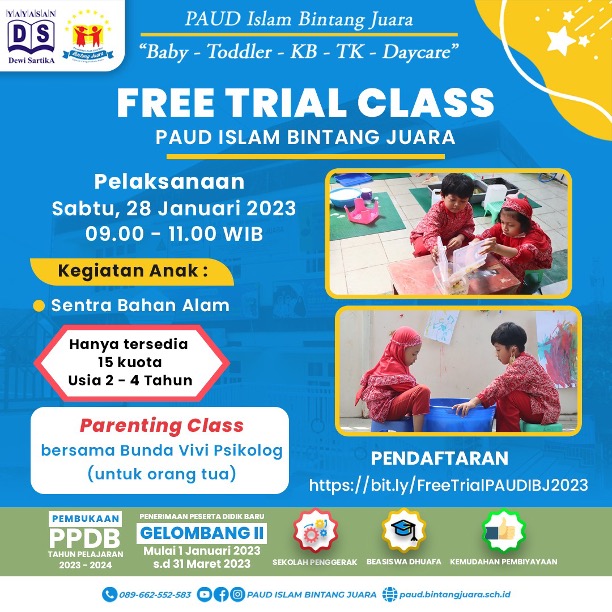 YAYASAN
DS
Dewi SartikA
Bintang Juara
PAUD Islam Bintang Juara
“Baby - Toddler - KB - TK - Daycare”
FREE TRIAL CLASS
PAUD ISLAM BINTANG JUARA
Pelaksanaan
Sabtu, 28 Januari 2023
09.00 - 11.00 WIB
Kegiatan Anak :
Sentra Bahan Alam
Hanya tersedia
15 kuota
Usia 2 - 4 Tahun
Parenting Class
bersama Bunda Vivi Psikolog
(untuk orang tua)
PENDAFTARAN
https://bit.ly/FreeTrialPAUDIBJ2023
PEMBUKAAN
PPDB
TAHUN PELAJARAN
2023 - 2024
PENERIMAAN PESERTA DIDIK BARU
GELOMBANG II
Mulai 1 Januari 2023
s.d 31 Maret 2023
SEKOLAH PENGGERAK
BEASISWA DHUAFA
KEMUDAHAN PEMBIYAYAAN
089-662-552-583
PAUD ISLAM BINTANG JUARA
paud.bintangjuara.sch.id